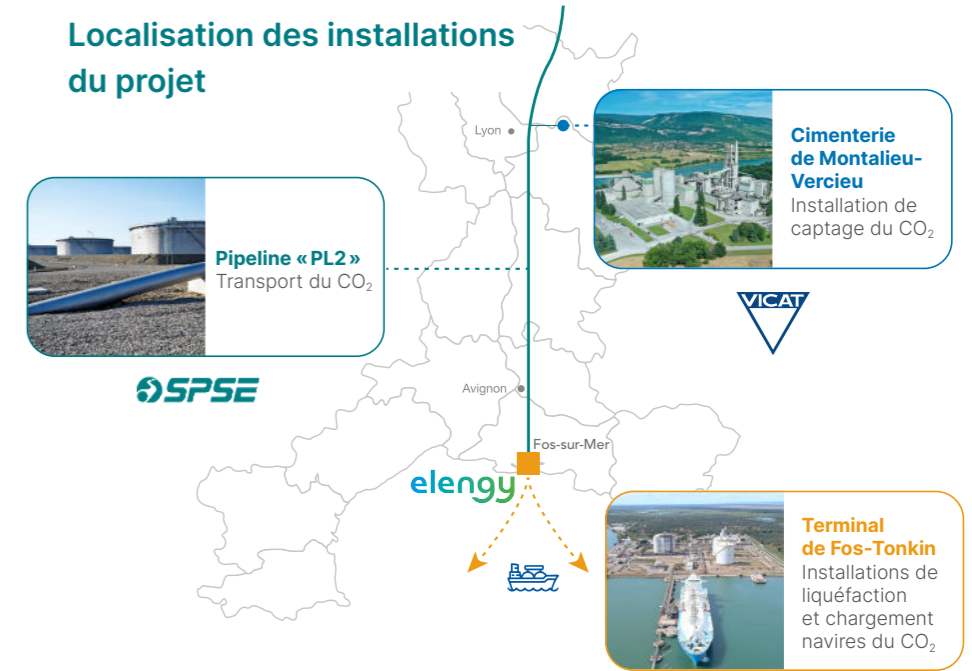 Localisation des installations
du projet
Lyon
Cimenterie
de Montalieu-
Vercieu
Installation de
captage du CO₂
VICAT
Pipeline « PL2 »
Transport du CO₂
SPSE
Avignon
Fos-sur-Mer
elengy
Terminal
de Fos-Tonkin
Installations de
liquéfaction
et chargement
navires du CO₂